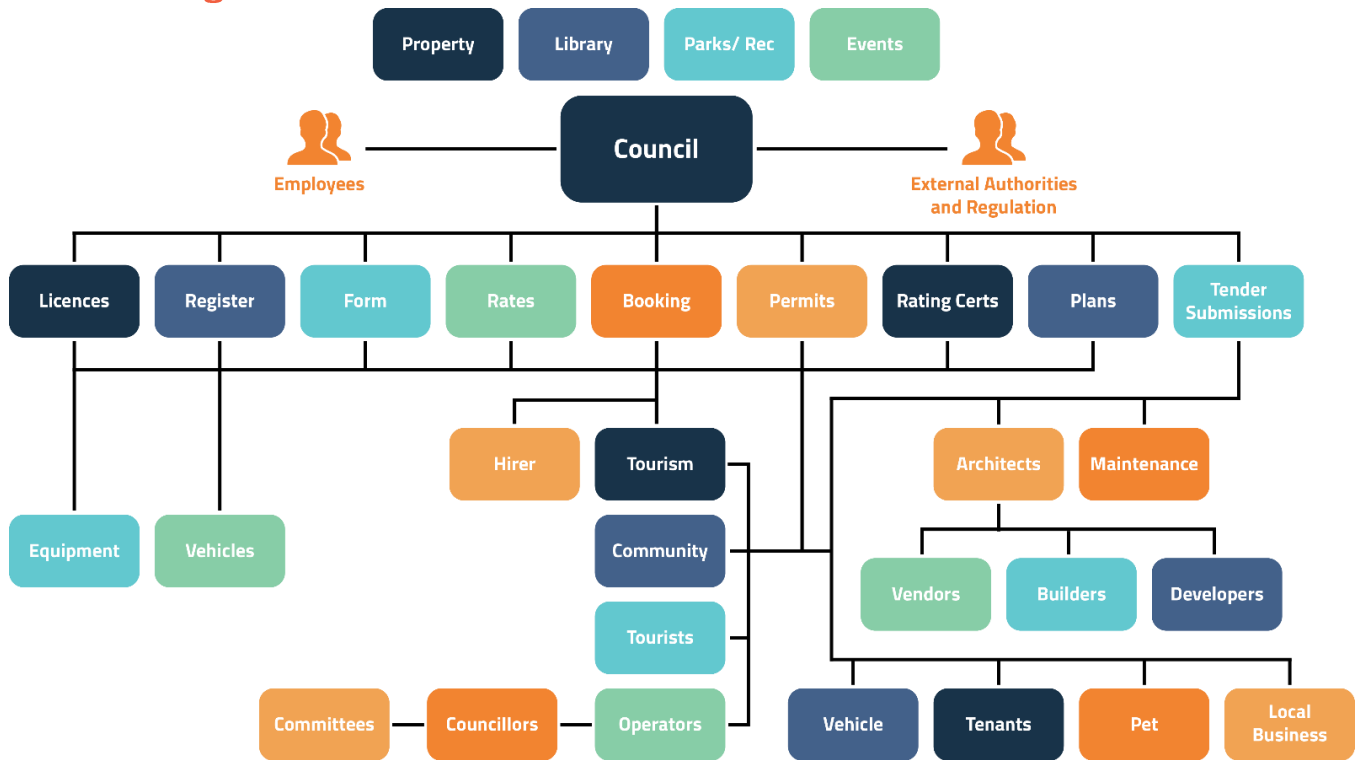 Property
Library
Parks/ Rec
Events
Council
Employees
External Authorities
and Regulation
Licences
Register
Form
Rates
Booking
Permits
Rating Certs
Plans
Tender
Submissions
Hirer
Tourism
Architects
Maintenance
Equipment
Vehicles
Community
Vendors
Builders
Developers
Tourists
Committees
Councillors
Operators
Vehicle
Tenants
Pet
Local
Business